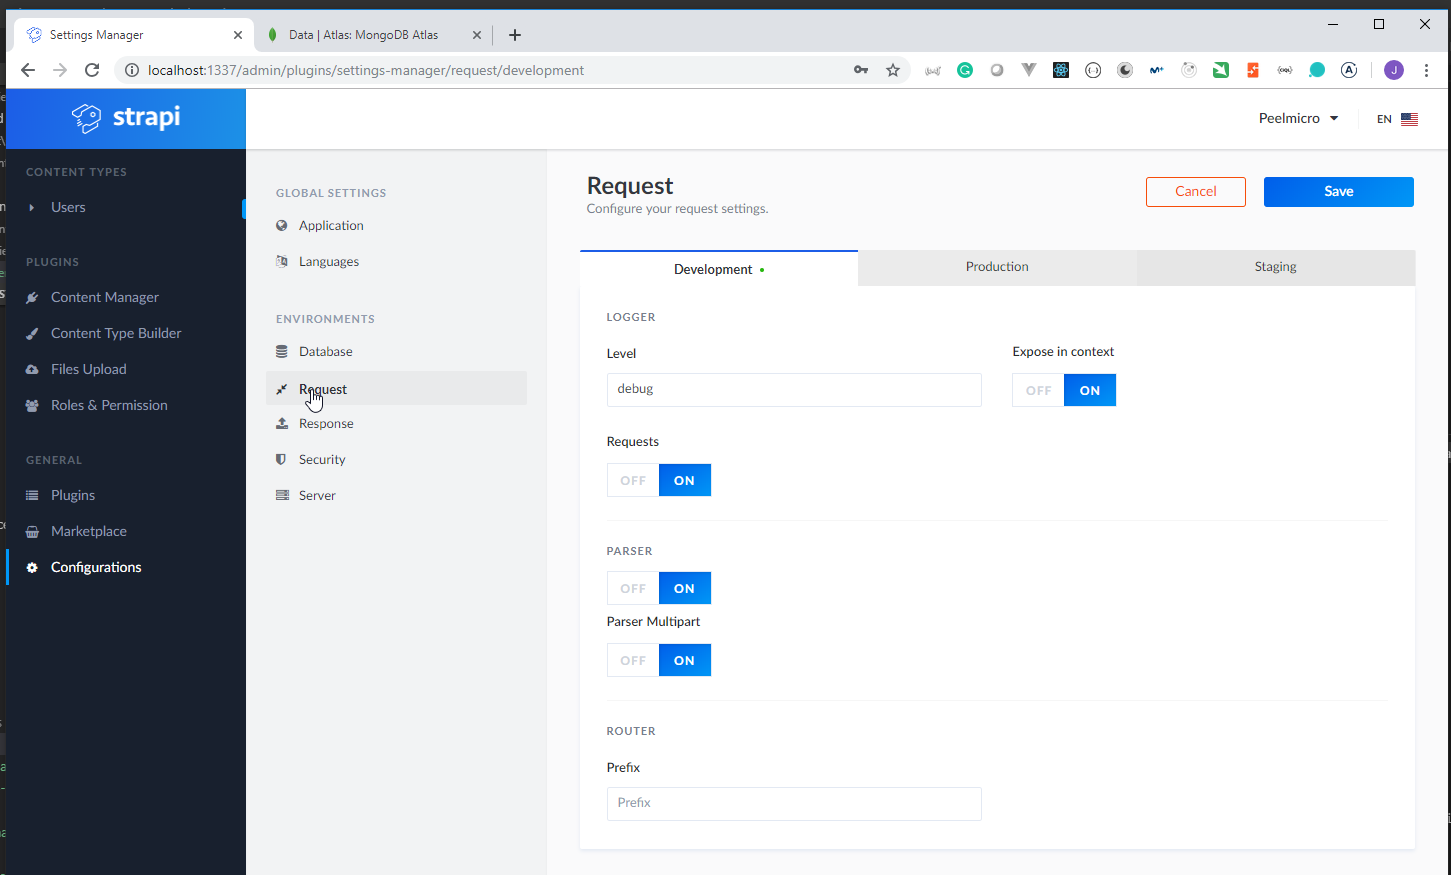 Settings Manager
Data | Atlas: MongoDB Atlas
localhost:1337/admin/plugins/settings-manager/request/development
strapi
Peelmicro
EN
CONTENT TYPES
Users
PLUGINS
Content Manager
Content Type Builder
Files Upload
Roles & Permission
GENERAL
Plugins
Marketplace
Configurations
GLOBAL SETTINGS
Application
Languages
ENVIRONMENTS
Database
Request
Response
Security
Server
Request
Configure your request settings.
Cancel
Save
Development
Production
Staging
LOGGER
Level
Expose in context
debug
OFF ON
Requests
OFF ON
PARSER
OFF ON
Parser Multipart
OFF ON
ROUTER
Prefix
Prefix